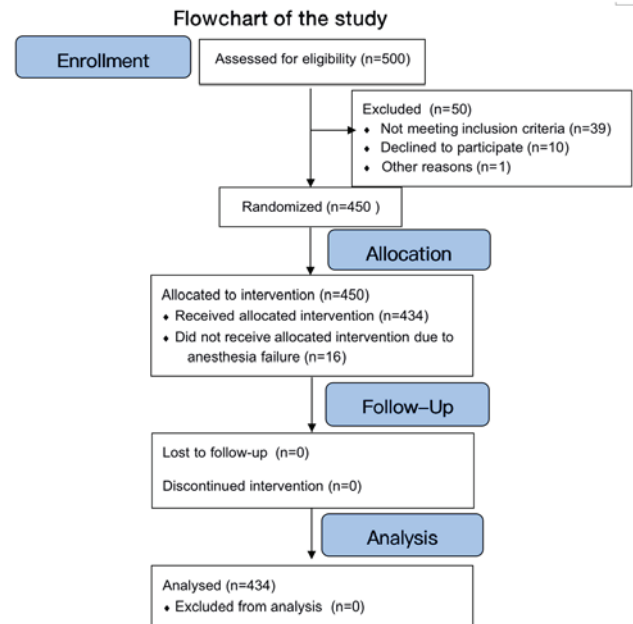 Flowchart of the study
Enrollment
Assessed for eligibility (n=500)
Excluded (n=50)
♦ Not meeting inclusion criteria (n=39)
♦ Declined to participate (n=10)
♦ Other reasons (n=1)
Randomized (n=450 )
Allocation
Allocated to intervention (n=450)
♦ Received allocated intervention (n=434)
♦ Did not receive allocated intervention due to
anesthesia failure (n=16)
Follow-Up
Lost to follow-up (n=0)
Discontinued intervention (n=0)
Analysis
Analysed (n=434)
♦ Excluded from analysis (n=0)